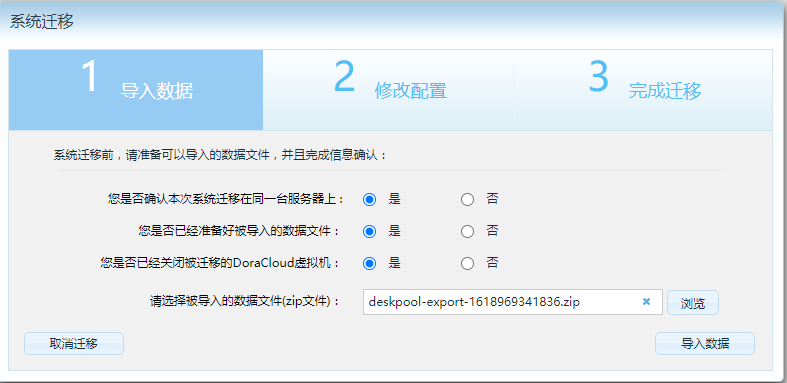 系统迁移
1 导入数据 2 修改配置 3 完成迁移
系统迁移前，请准备可以导入的数据文件，并且完成信息确认：
您是否确认本次系统迁移在同一台服务器上： 是 否
您是否已经准备好被导入的数据文件： 是 否
您是否已经关闭被迁移的DoraCloud虚拟机： 是 否
请选择被导入的数据文件(zip文件)： deskpool-export-1618969341836.zip 浏览
取消迁移 导入数据